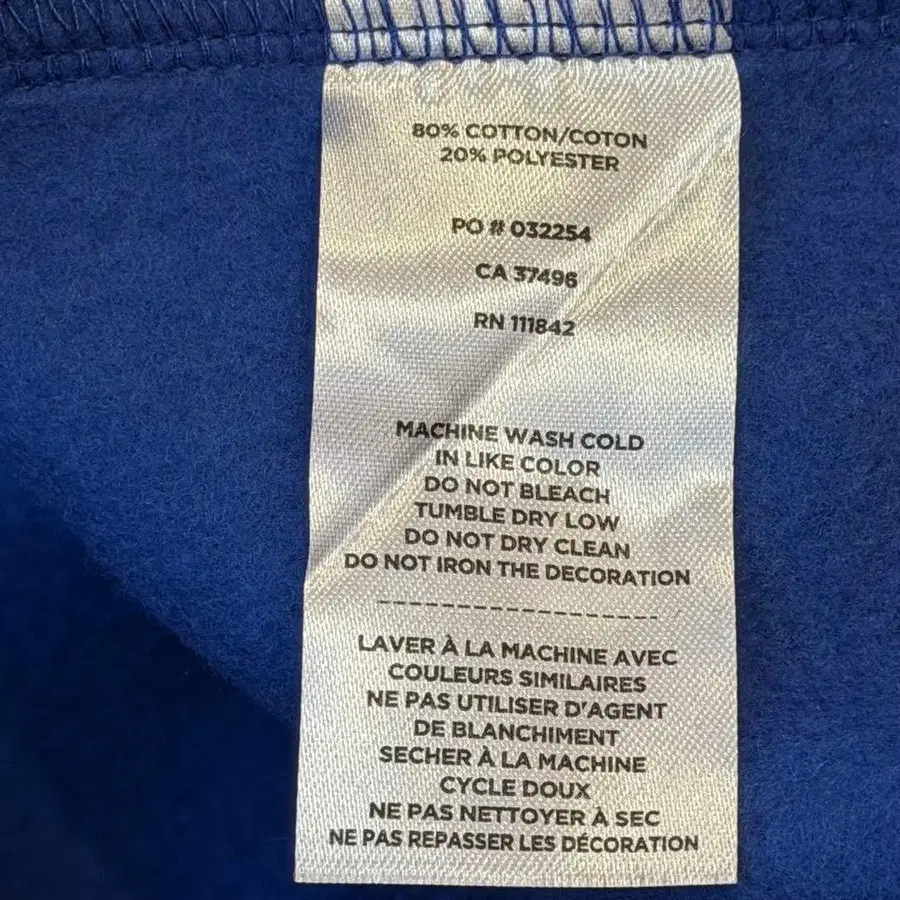 80% COTTON/COTON
20% POLYESTER
PO # 032254
CA 37496
RN 111842
MACHINE WASH COLD
IN LIKE COLOR
DO NOT BLEACH
TUMBLE DRY LOW
DO NOT DRY CLEAN
DO NOT IRON THE DECORATION
--------------------
LAVER À LA MACHINE AVEC
COULEURS SIMILAIRES
NE PAS UTILISER D'AGENT
DE BLANCHIMENT
SECHER À LA MACHINE
CYCLE DOUX
NE PAS NETTOYER À SEC
NE PAS REPASSER LES DÉCORATION